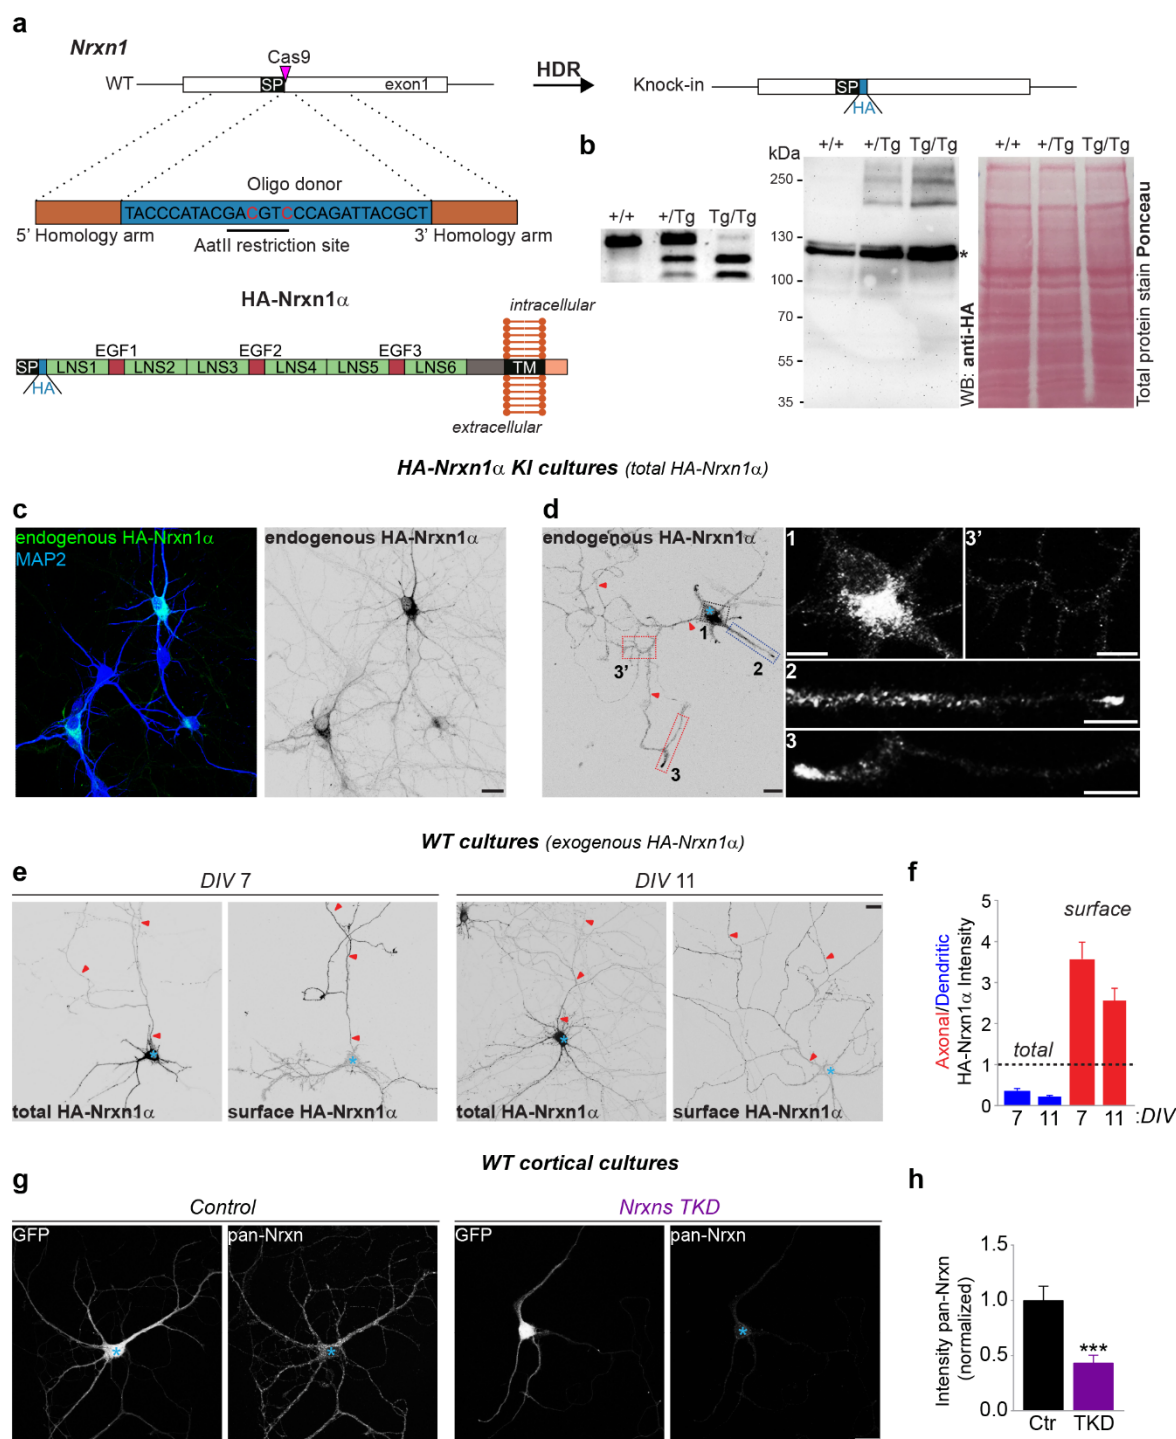 a
Nrxn1
Cas9
WT
SP
exon1
HDR
Knock-in
SP
HA
Oligo donor
TACCCATACGACGTCCCAGATTACGCT
5' Homology arm
AatII restriction site
3' Homology arm
HA-Nrxn1α
intracellular
EGF1
EGF2
EGF3
SP
LNS1
LNS2
LNS3
LNS4
LNS5
LNS6
TM
HA
extracellular
b
+/+
+/Tg
Tg/Tg
kDa
+/+
+/Tg
Tg/Tg
+/+
+/Tg
Tg/Tg
250
130
*
100
70
55
35
WB: anti-HA
Total protein stain Ponceau
HA-Nrxn1α KI cultures (total HA-Nrxn1α)
c
endogenous HA-Nrxn1α
MAP2
endogenous HA-Nrxn1α
d
endogenous HA-Nrxn1α
*
1
2
3'
3
1
3'
2
3
WT cultures (exogenous HA-Nrxn1α)
e
DIV 7
DIV 11
*
*
*
*
total HA-Nrxn1α
surface HA-Nrxn1α
total HA-Nrxn1α
surface HA-Nrxn1α
f
Axonal/Dendritic
HA-Nrxn1α Intensity
5
4
3
2
1
0
surface
total
7
11
7
11
:DIV
WT cortical cultures
g
Control
Nrxns TKD
GFP
pan-Nrxn
GFP
pan-Nrxn
*
*
*
h
Intensity pan-Nrxn
(normalized)
1.5
1.0
0.5
0.0
***
Ctr
TKD